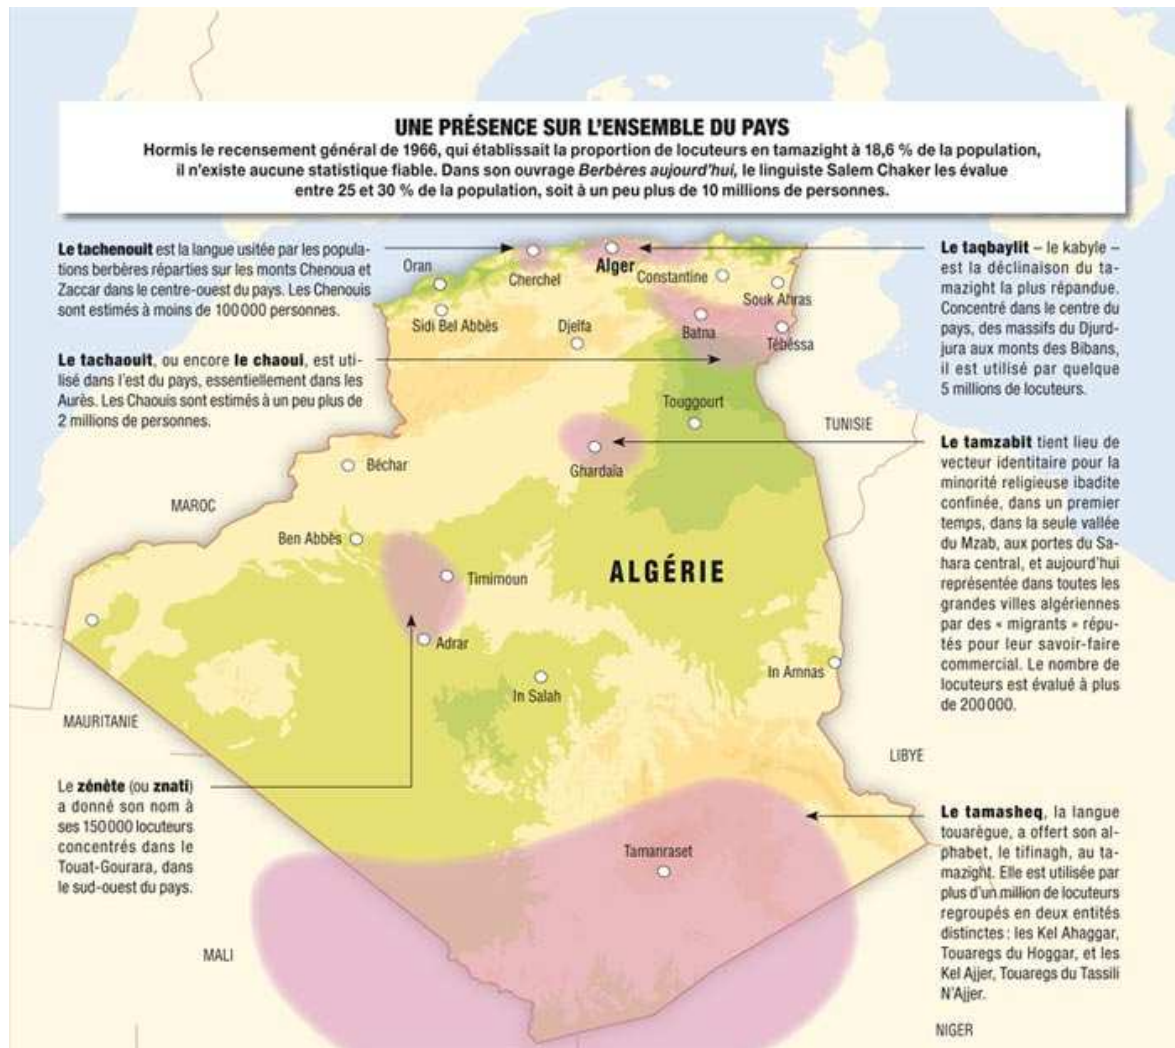 UNE PRÉSENCE SUR L'ENSEMBLE DU PAYS
Hormis le recensement général de 1966, qui établissait la proportion de locuteurs en tamazight à 18,6 % de la population,
il n'existe aucune statistique fiable. Dans son ouvrage Berbères aujourd'hui, le linguiste Salem Chaker les évalue
entre 25 et 30 % de la population, soit à un peu plus de 10 millions de personnes.
Le tachenouit est la langue usitée par les popula-
tions berbères réparties sur les monts Chenoua et
Zaccar dans le centre-ouest du pays. Les Chenouis
sont estimés à moins de 100 000 personnes.
Le tachaouit, ou encore le chaoui, est uti-
lisé dans l'est du pays, essentiellement dans les
Aurès. Les Chaouis sont estimés à un peu plus de
2 millions de personnes.
Le zénète (ou znati)
a donné son nom à
ses 150 000 locuteurs
concentrés dans le
Touat-Gourara, dans
le sud-ouest du pays.
Le taqbaylit – le kabyle –
est la déclinaison du ta-
mazight la plus répandue.
Concentré dans le centre du
pays, des massifs du Djurd-
jura aux monts des Bibans,
il est utilisé par quelque
5 millions de locuteurs.
Le tamzabit tient lieu de
vecteur identitaire pour la
minorité religieuse ibadite
confinée, dans un premier
temps, dans la seule vallée
du Mzab, aux portes du Sa-
hara central, et aujourd'hui
représentée dans toutes les
grandes villes algériennes
par des « migrants » répu-
tés pour leur savoir-faire
commercial. Le nombre de
locuteurs est évalué à plus
de 200 000.
Le tamasheq, la langue
touarègue, a offert son al-
phabet, le tifinagh, au ta-
mazight. Elle est utilisée par
plus d'un million de locuteurs
regroupés en deux entités
distinctes : les Kel Ahaggar,
Touaregs du Hoggar, et les
Kel Ajjer, Touaregs du Tassili
N'Ajjer.
Oran
Cherchel
Alger
Constantine
Souk Ahras
Sidi Bel Abbès
Djelfa
Batna
Tébessa
Touggourt
TUNISIE
Béchar
Ghardaïa
MAROC
Ben Abbès
ALGÉRIE
Timimoun
Adrar
In Salah
In Amnas
MAURITANIE
LIBYE
Tamanraset
MALI
NIGER